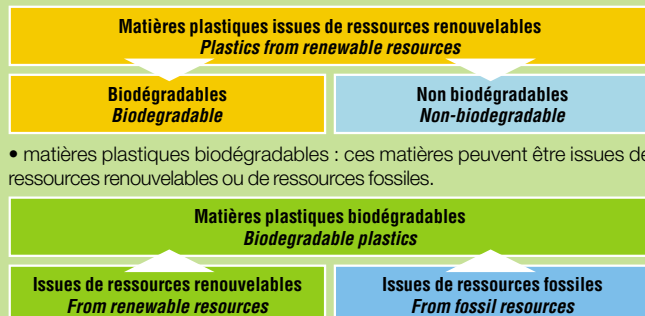 Matières plastiques issues de ressources renouvelables
Plastics from renewable resources
Biodégradables
Biodegradable
Non biodégradables
Non-biodegradable
• matières plastiques biodégradables : ces matières peuvent être issues de
ressources renouvelables ou de ressources fossiles.
Matières plastiques biodégradables
Biodegradable plastics
Issues de ressources renouvelables
From renewable resources
Issues de ressources fossiles
From fossil resources